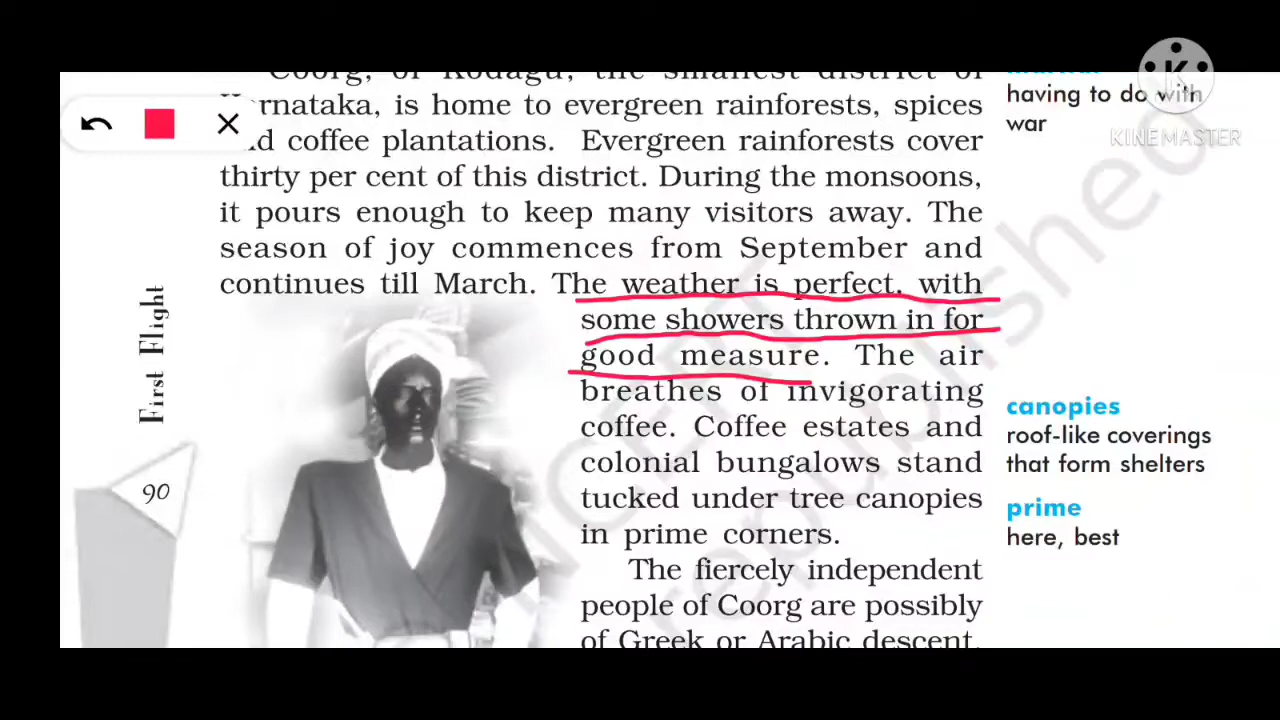 Coorg, or Kodagu, the smallest district of
Karnataka, is home to evergreen rainforests, spices
and coffee plantations. Evergreen rainforests cover
thirty per cent of this district. During the monsoons,
it pours enough to keep many visitors away. The
season of joy commences from September and
continues till March. The weather is perfect, with
some showers thrown in for
good measure. The air
breathes of invigorating
coffee. Coffee estates and
colonial bungalows stand
tucked under tree canopies
in prime corners.
The fiercely independent
people of Coorg are possibly
of Greek or Arabic descent.
having to do with
war
canopies
roof-like coverings
that form shelters
prime
here, best
First Flight
90
K
KINEMASTER
republished